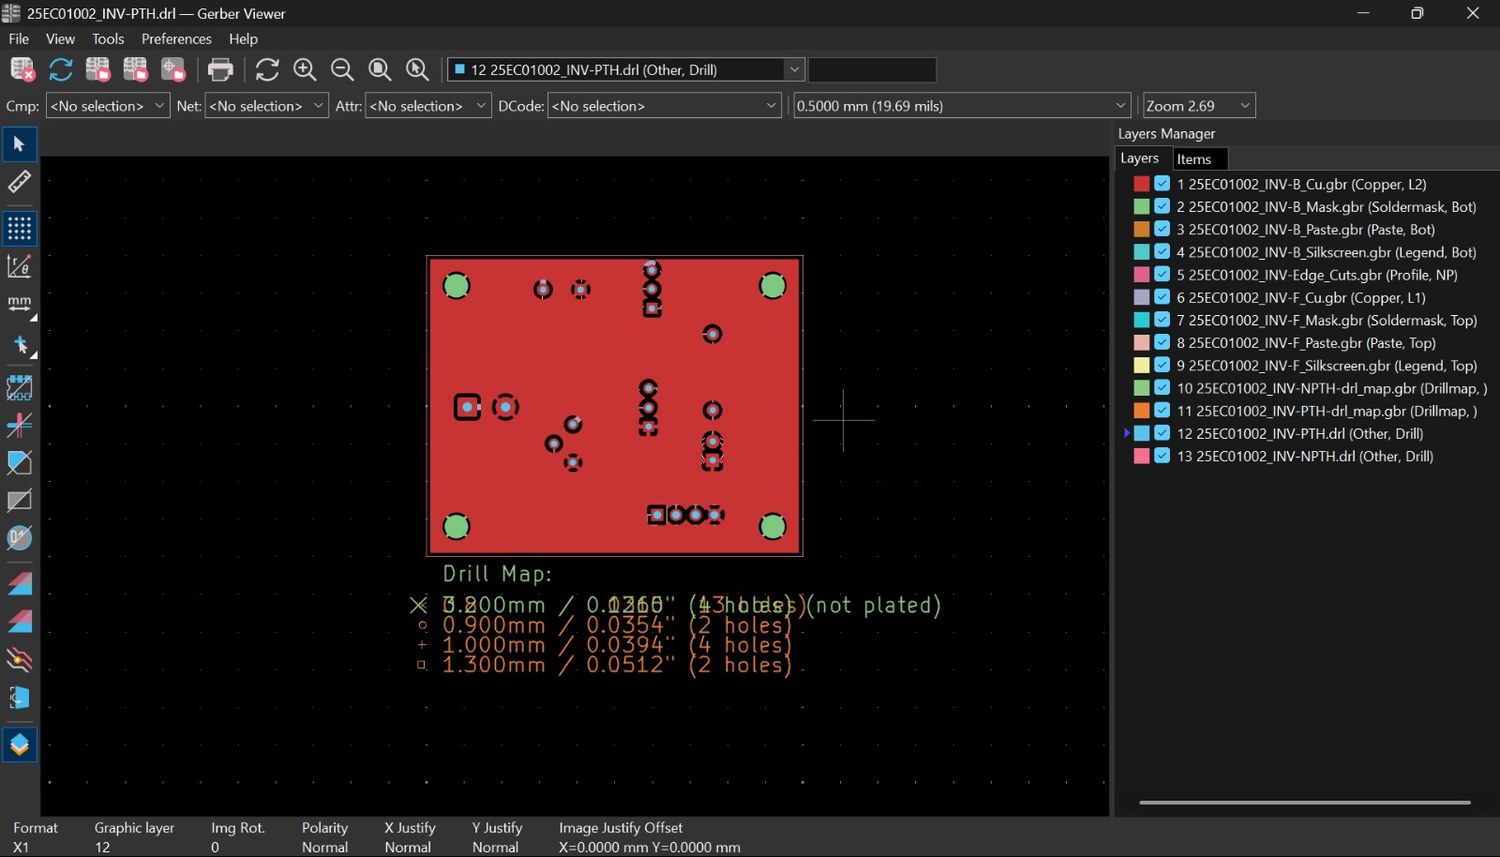 25EC01002_INV-PTH.drl — Gerber Viewer
File View Tools Preferences Help
12 25EC01002_INV-PTH.drl (Other, Drill)
Cmp: <No selection> Net: <No selection> Attr: <No selection> DCode: <No selection> 0.5000 mm (19.69 mils) Zoom 2.69
mm
Layers Manager
Layers Items
1 25EC01002_INV-B_Cu.gbr (Copper, L2)
2 25EC01002_INV-B_Mask.gbr (Soldermask, Bot)
3 25EC01002_INV-B_Paste.gbr (Paste, Bot)
4 25EC01002_INV-B_Silkscreen.gbr (Legend, Bot)
5 25EC01002_INV-Edge_Cuts.gbr (Profile, NP)
6 25EC01002_INV-F_Cu.gbr (Copper, L1)
7 25EC01002_INV-F_Mask.gbr (Soldermask, Top)
8 25EC01002_INV-F_Paste.gbr (Paste, Top)
9 25EC01002_INV-F_Silkscreen.gbr (Legend, Top)
10 25EC01002_INV-NPTH-drl_map.gbr (Drillmap, )
11 25EC01002_INV-PTH-drl_map.gbr (Drillmap, )
12 25EC01002_INV-PTH.drl (Other, Drill)
13 25EC01002_INV-NPTH.drl (Other, Drill)
Drill Map:
3.200mm / 0.1260" (4 holes) (not plated)
0.900mm / 0.0354" (2 holes)
1.000mm / 0.0394" (4 holes)
1.300mm / 0.0512" (2 holes)
Format Graphic layer Img Rot. Polarity X Justify Y Justify Image Justify Offset
X1 12 0 Normal Normal Normal X=0.0000 mm Y=0.0000 mm